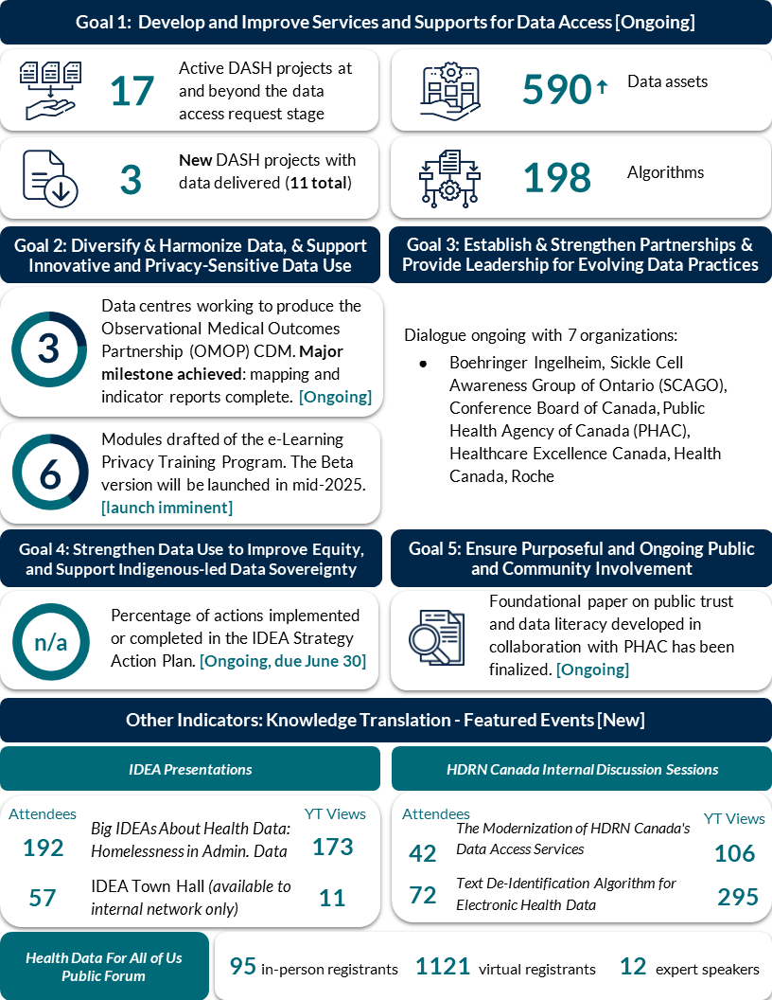 Goal 1: Develop and Improve Services and Supports for Data Access [Ongoing]
17
Active DASH projects at
and beyond the data
access request stage
590↑
Data assets
3
New DASH projects with
data delivered (11 total)
198
Algorithms
Goal 2: Diversify & Harmonize Data, & Support
Innovative and Privacy-Sensitive Data Use
3
Data centres working to produce the
Observational Medical Outcomes
Partnership (OMOP) CDM. Major
milestone achieved: mapping and
indicator reports complete. [Ongoing]
6
Modules drafted of the e-Learning
Privacy Training Program. The Beta
version will be launched in mid-2025.
[launch imminent]
Goal 3: Establish & Strengthen Partnerships &
Provide Leadership for Evolving Data Practices
Dialogue ongoing with 7 organizations:
● Boehringer Ingelheim, Sickle Cell
Awareness Group of Ontario (SCAGO),
Conference Board of Canada, Public
Health Agency of Canada (PHAC),
Healthcare Excellence Canada, Health
Canada, Roche
Goal 4: Strengthen Data Use to Improve Equity,
and Support Indigenous-led Data Sovereignty
n/a
Percentage of actions implemented
or completed in the IDEA Strategy
Action Plan. [Ongoing, due June 30]
Goal 5: Ensure Purposeful and Ongoing Public
and Community Involvement
Foundational paper on public trust
and data literacy developed in
collaboration with PHAC has been
finalized. [Ongoing]
Other Indicators: Knowledge Translation - Featured Events [New]
IDEA Presentations
Attendees
YT Views
192
Big IDEAs About Health Data:
Homelessness in Admin. Data
173
57
IDEA Town Hall (available to
internal network only)
11
HDRN Canada Internal Discussion Sessions
Attendees
YT Views
42
The Modernization of HDRN Canada's
Data Access Services
106
72
Text De-Identification Algorithm for
Electronic Health Data
295
Health Data For All of Us
Public Forum
95 in-person registrants 1121 virtual registrants 12 expert speakers